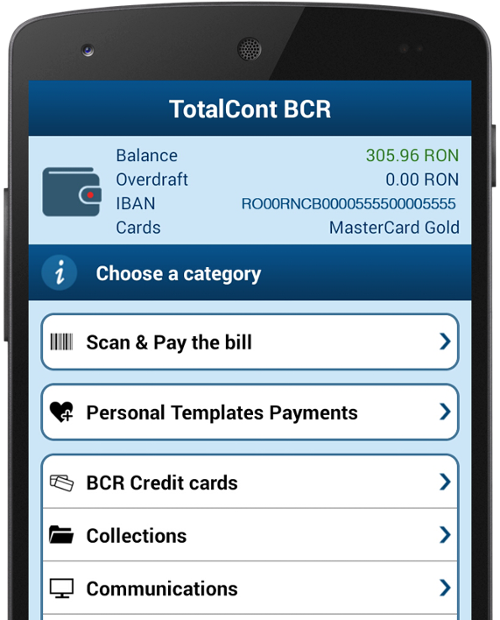 TotalCont BCR
Balance 305.96 RON
Overdraft 0.00 RON
IBAN RO00RNCB0000555500005555
Cards MasterCard Gold
i Choose a category
Scan & Pay the bill
Personal Templates Payments
BCR Credit cards
Collections
Communications